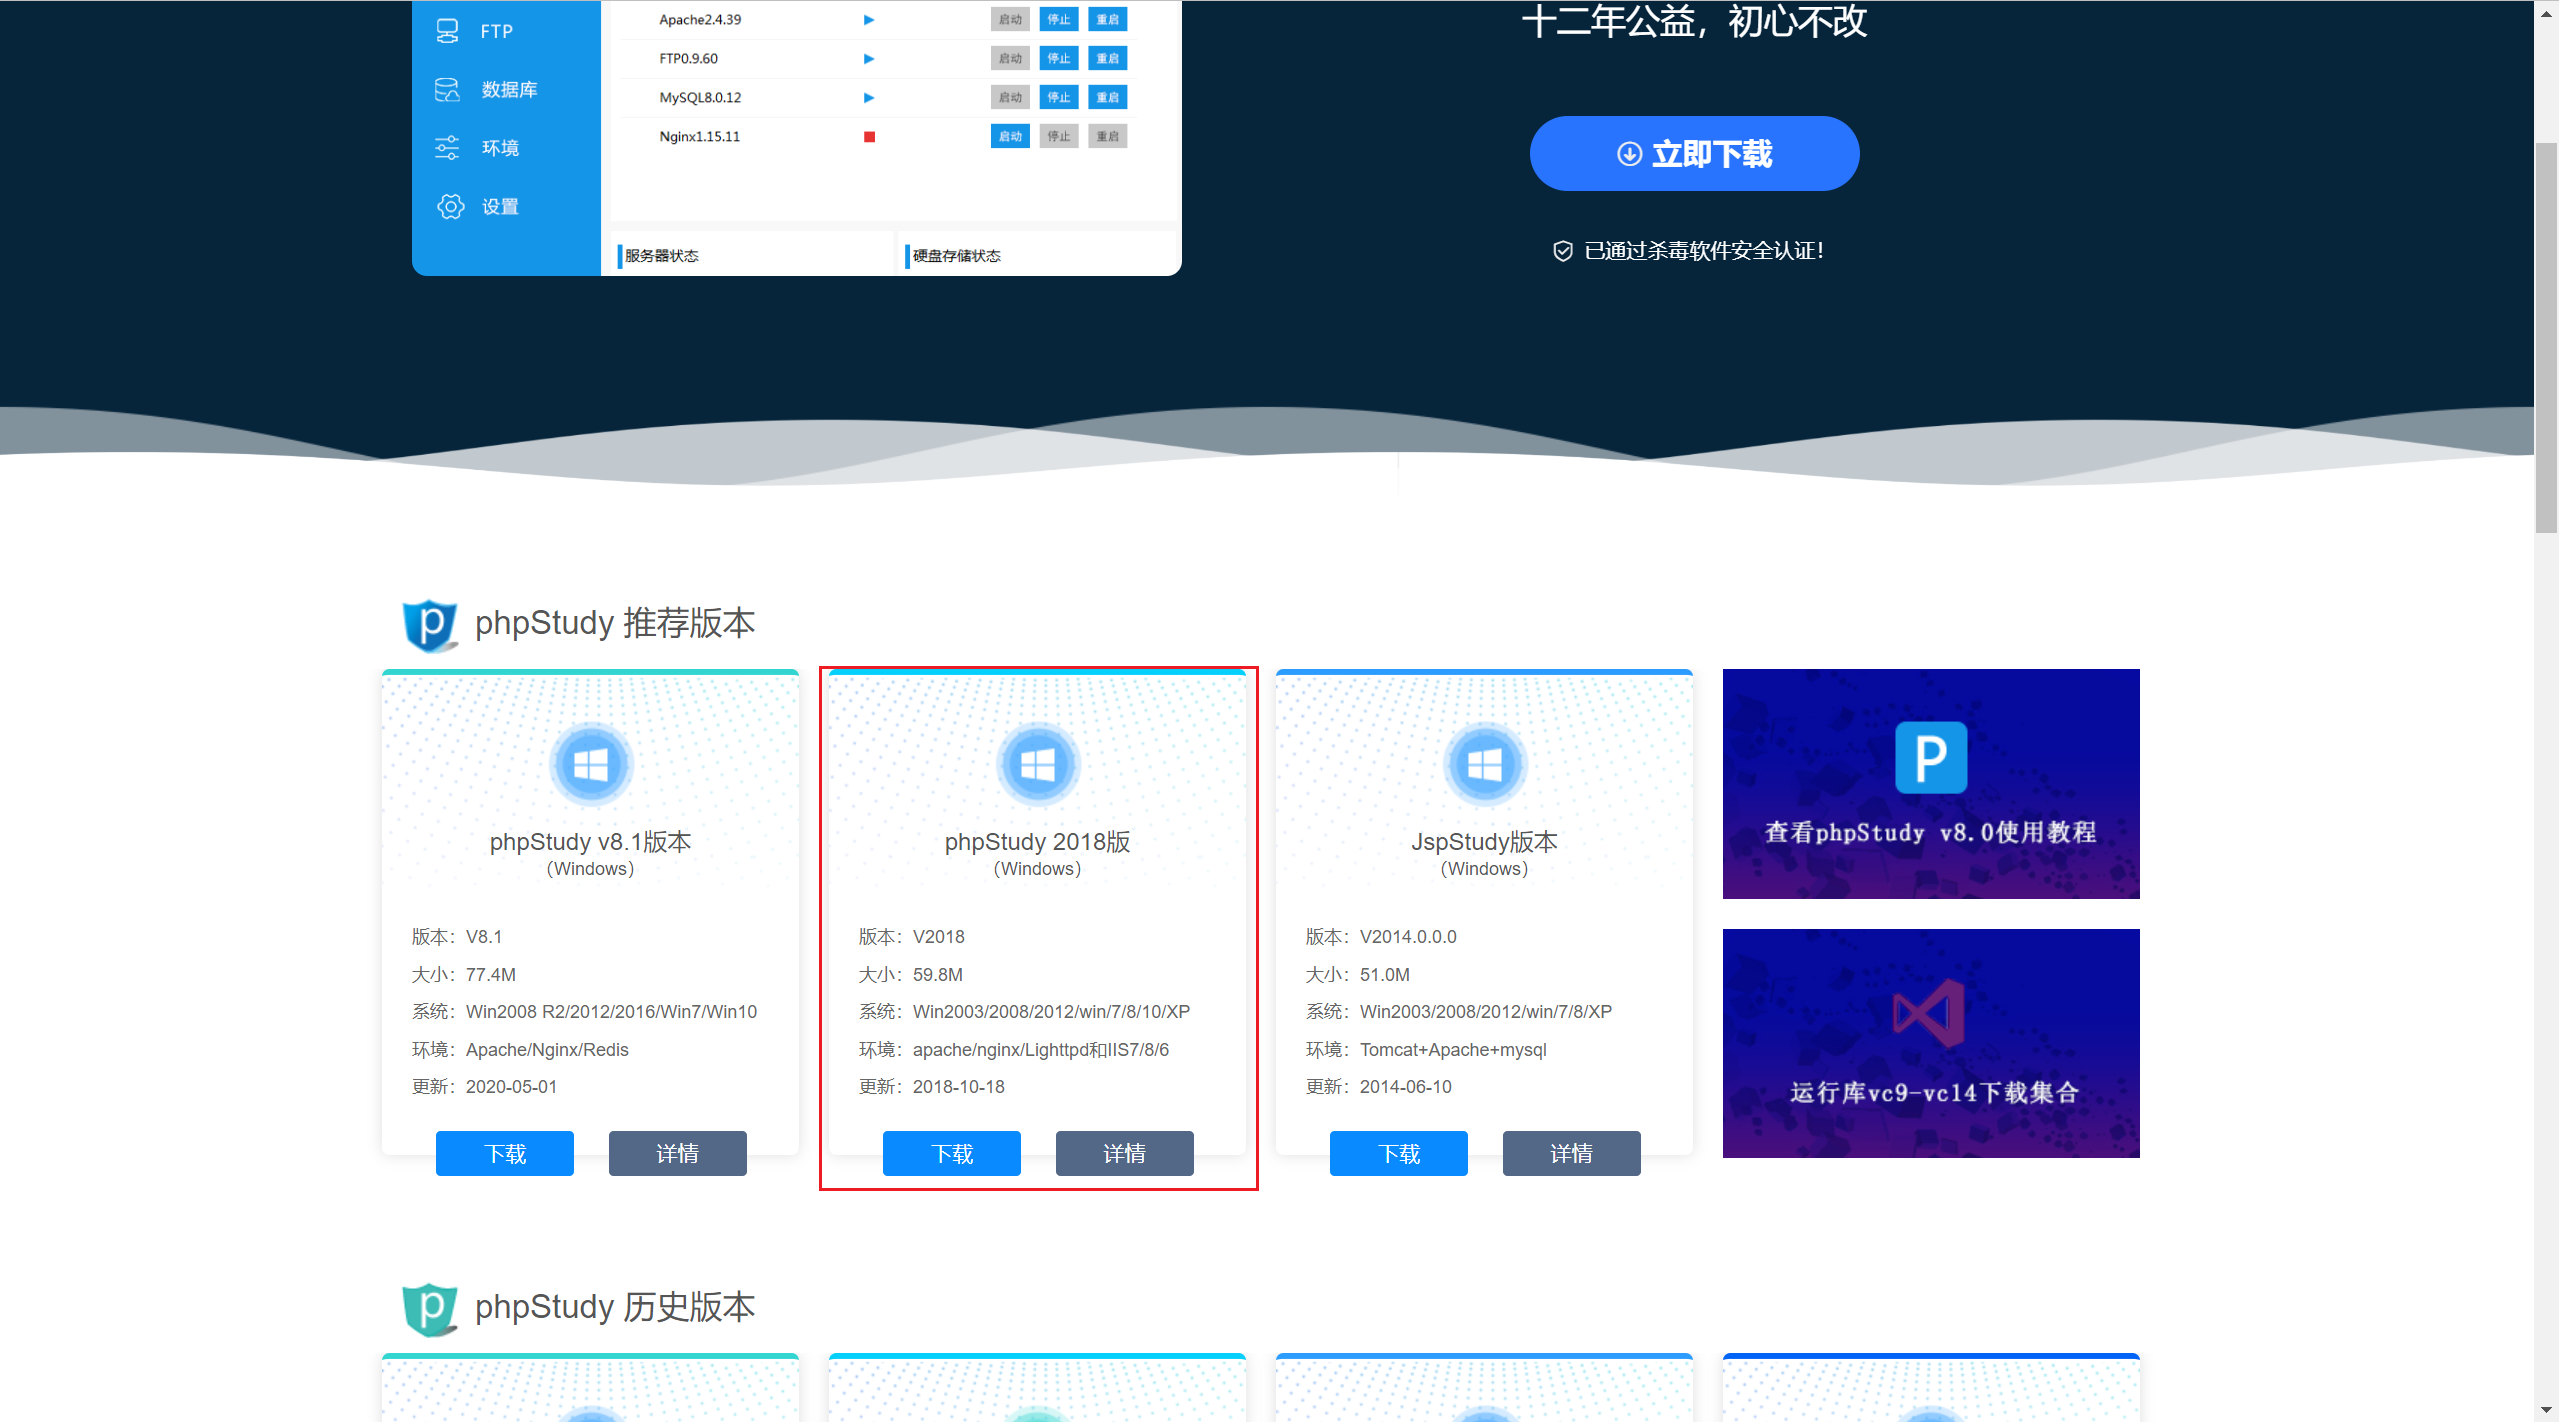 FTP
数据库
环境
设置
Apache2.4.39 启动 停止 重启
FTP0.9.60 启动 停止 重启
MySQL8.0.12 启动 停止 重启
Nginx1.15.11 启动 停止 重启
服务器状态
硬盘存储状态
十二年公益，初心不改
立即下载
已通过杀毒软件安全认证！
phpStudy 推荐版本
phpStudy v8.1版本
（Windows）
版本：V8.1
大小：77.4M
系统：Win2008 R2/2012/2016/Win7/Win10
环境：Apache/Nginx/Redis
更新：2020-05-01
下载 详情
phpStudy 2018版
（Windows）
版本：V2018
大小：59.8M
系统：Win2003/2008/2012/win/7/8/10/XP
环境：apache/nginx/Lighttpd和IIS7/8/6
更新：2018-10-18
下载 详情
JspStudy版本
（Windows）
版本：V2014.0.0.0
大小：51.0M
系统：Win2003/2008/2012/win/7/8/XP
环境：Tomcat+Apache+mysql
更新：2014-06-10
下载 详情
P
查看phpStudy v8.0使用教程
运行库vc9-vc14下载集合
phpStudy 历史版本